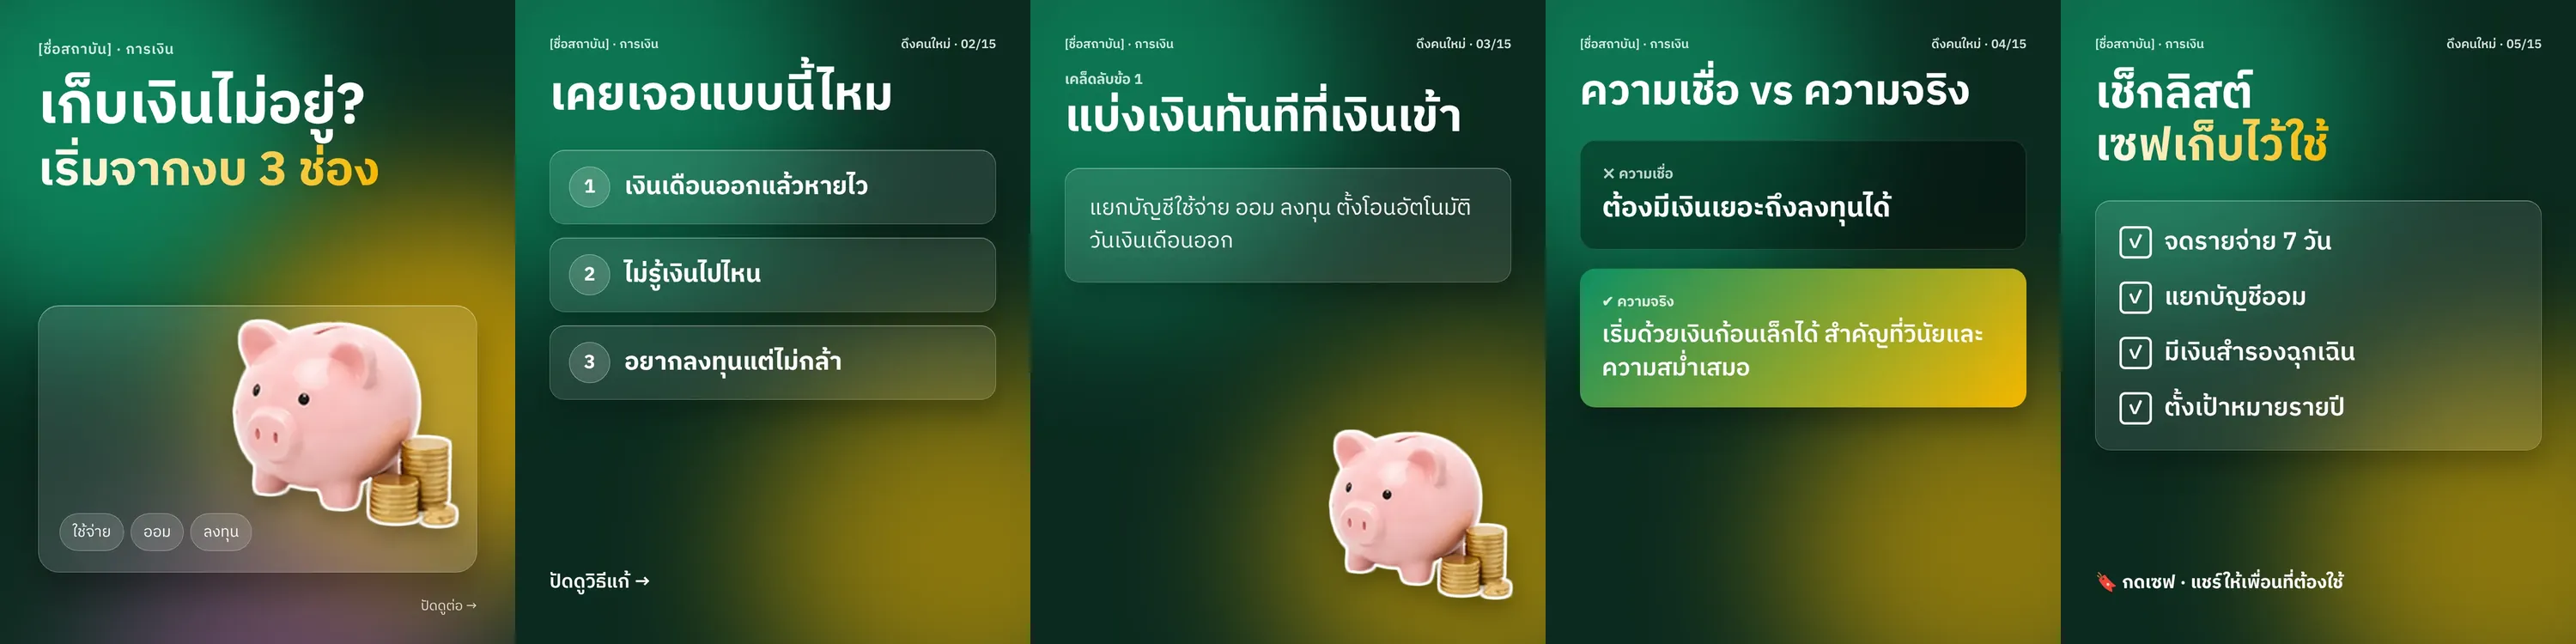 [ชื่อสถาบัน] · การเงิน
เก็บเงินไม่อยู่?
เริ่มจากงบ 3 ช่อง
ใช้จ่าย
ออม
ลงทุน
ปัดดูต่อ →
[ชื่อสถาบัน] · การเงิน
ดึงคนใหม่ · 02/15
เคยเจอแบบนี้ไหม
1 เงินเดือนออกแล้วหายไว
2 ไม่รู้เงินไปไหน
3 อยากลงทุนแต่ไม่กล้า
ปัดดูวิธีแก้ →
[ชื่อสถาบัน] · การเงิน
ดึงคนใหม่ · 03/15
เคล็ดลับข้อ 1
แบ่งเงินทันทีที่เงินเข้า
แยกบัญชีใช้จ่าย ออม ลงทุน ตั้งโอนอัตโนมัติ
วันเงินเดือนออก
[ชื่อสถาบัน] · การเงิน
ดึงคนใหม่ · 04/15
ความเชื่อ vs ความจริง
✕ ความเชื่อ
ต้องมีเงินเยอะถึงลงทุนได้
✔ ความจริง
เริ่มด้วยเงินก้อนเล็กได้ สำคัญที่วินัยและ
ความสม่ำเสมอ
[ชื่อสถาบัน] · การเงิน
ดึงคนใหม่ · 05/15
เช็กลิสต์
เซฟเก็บไว้ใช้
✓ จดรายจ่าย 7 วัน
✓ แยกบัญชีออม
✓ มีเงินสำรองฉุกเฉิน
✓ ตั้งเป้าหมายรายปี
🔖 กดเซฟ · แชร์ให้เพื่อนที่ต้องใช้